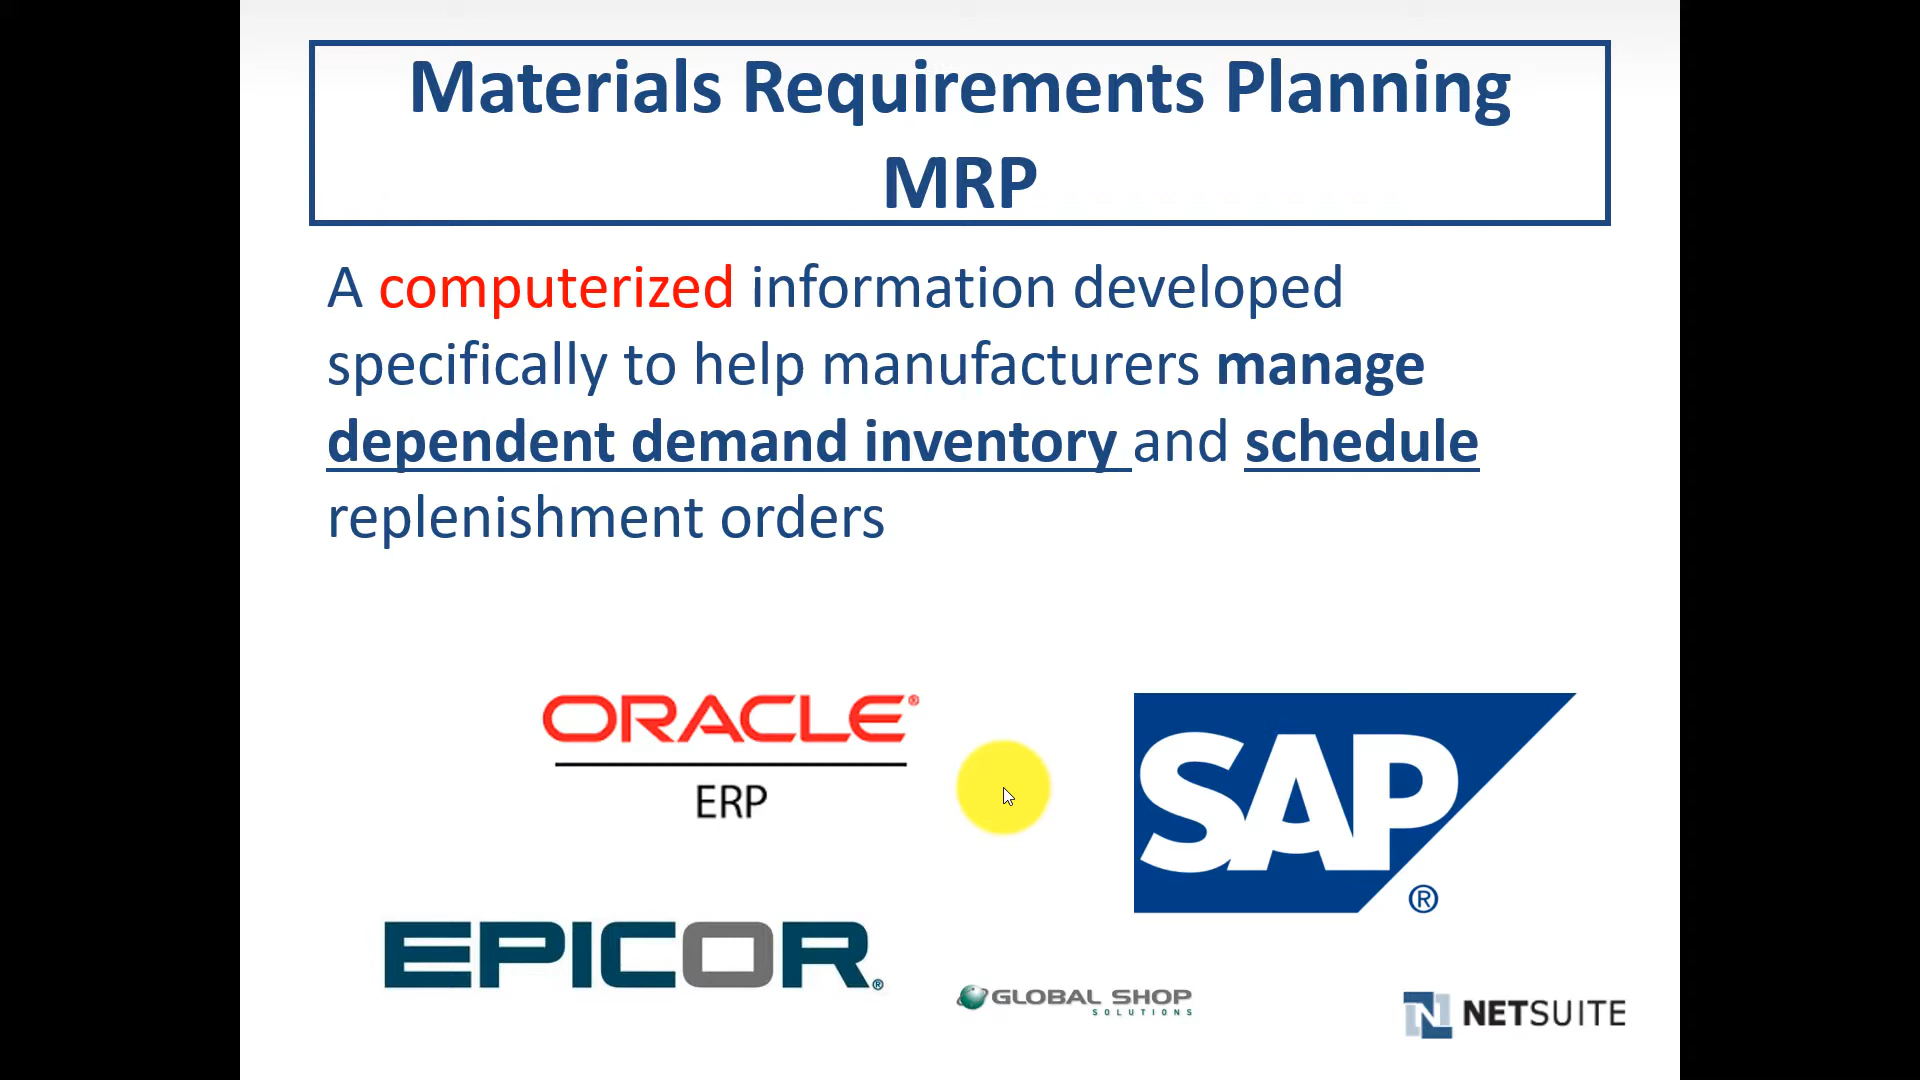 Materials Requirements Planning
MRP
A computerized information developed
specifically to help manufacturers manage
dependent demand inventory and schedule
replenishment orders
ORACLE®
ERP
SAP
®
EPICOR®
GLOBAL SHOP
SOLUTIONS
N NETSUITE